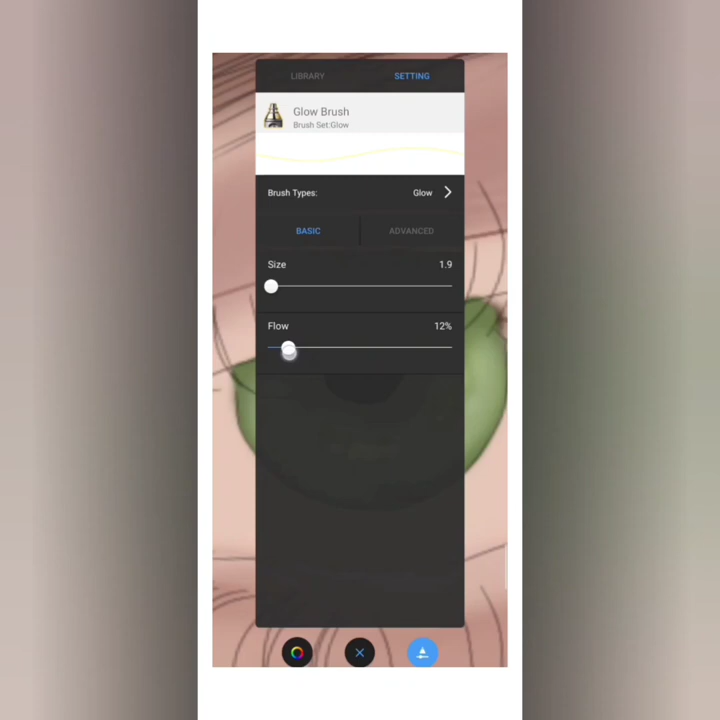 LIBRARY SETTING
Glow Brush
Brush Set:Glow
Brush Types: Glow
BASIC ADVANCED
Size 1.9
Flow 12%